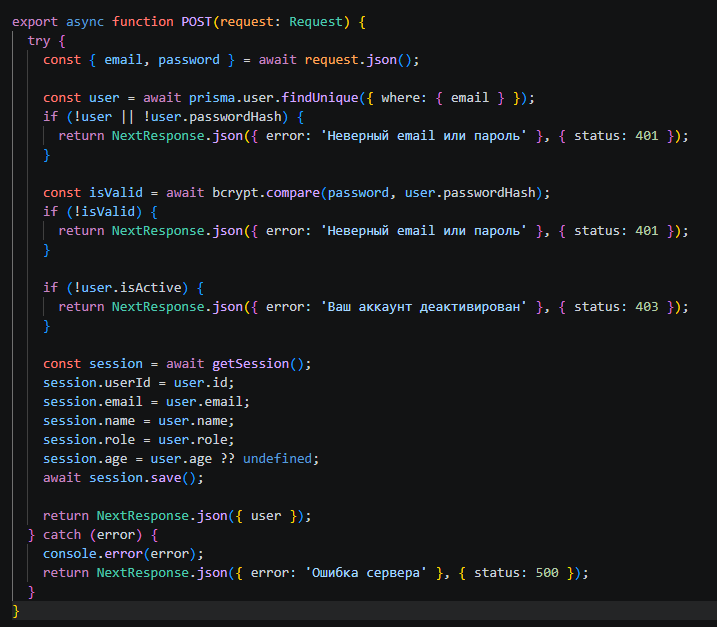 export async function POST(request: Request) {
try {
const { email, password } = await request.json();
const user = await prisma.user.findUnique({ where: { email } });
if (!user || !user.passwordHash) {
return NextResponse.json({ error: 'Неверный email или пароль' }, { status: 401 });
}
const isValid = await bcrypt.compare(password, user.passwordHash);
if (!isValid) {
return NextResponse.json({ error: 'Неверный email или пароль' }, { status: 401 });
}
if (!user.isActive) {
return NextResponse.json({ error: 'Ваш аккаунт деактивирован' }, { status: 403 });
}
const session = await getSession();
session.userId = user.id;
session.email = user.email;
session.name = user.name;
session.role = user.role;
session.age = user.age ?? undefined;
await session.save();
return NextResponse.json({ user });
} catch (error) {
console.error(error);
return NextResponse.json({ error: 'Ошибка сервера' }, { status: 500 });
}
}